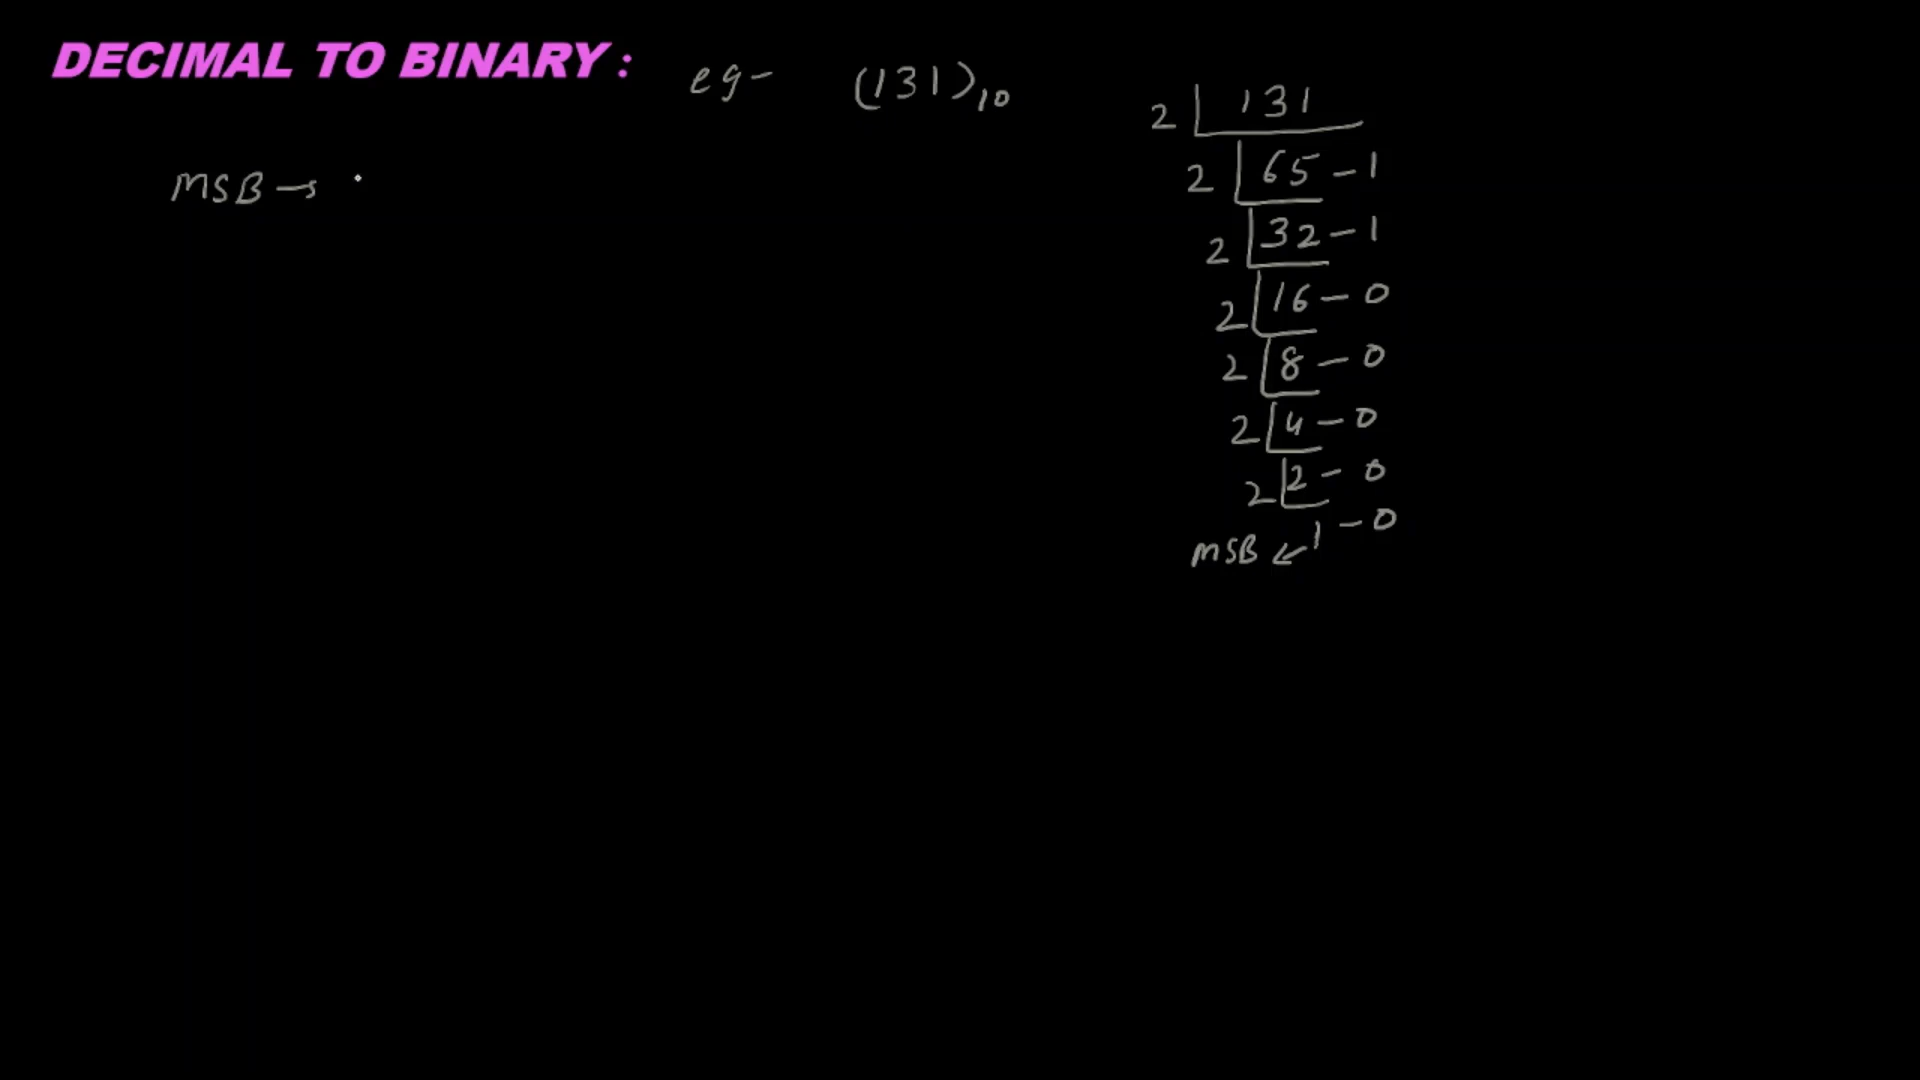 DECIMAL TO BINARY :
eg- (131)10
MSB →
2 | 131
2 | 65 - 1
2 | 32 - 1
2 | 16 - 0
2 | 8 - 0
2 | 4 - 0
2 | 2 - 0
1 - 0
MSB ←